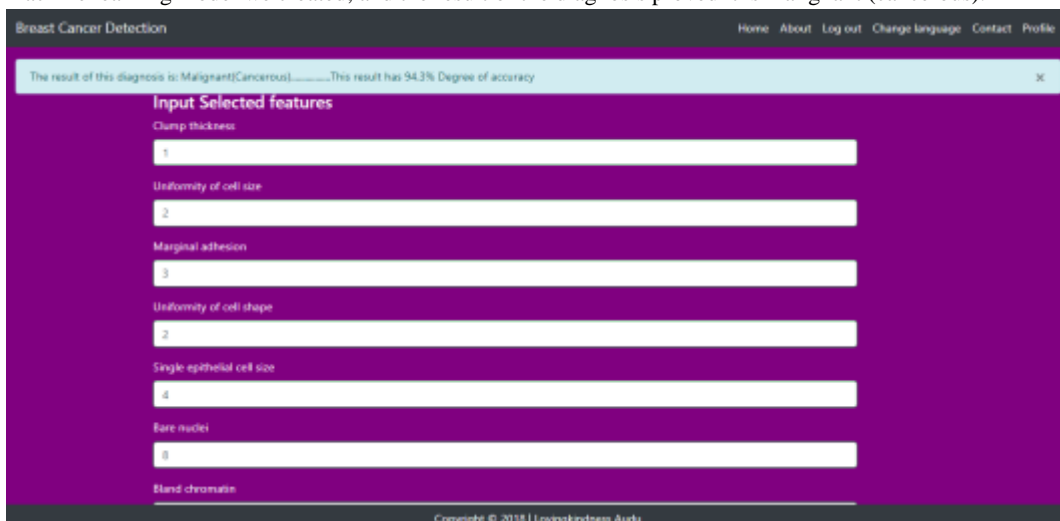 Breast Cancer Detection Home About Log out Change language Contact Profile
The result of this diagnosis is: Malignant(Cancerous)...............This result has 94.3% Degree of accuracy ×
Input Selected features
Clump thickness
1
Uniformity of cell size
2
Marginal adhesion
3
Uniformity of cell shape
2
Single epithelial cell size
4
Bare nuclei
8
Bland chromatin
Copyright © 2018 | Lovingkindness Audu